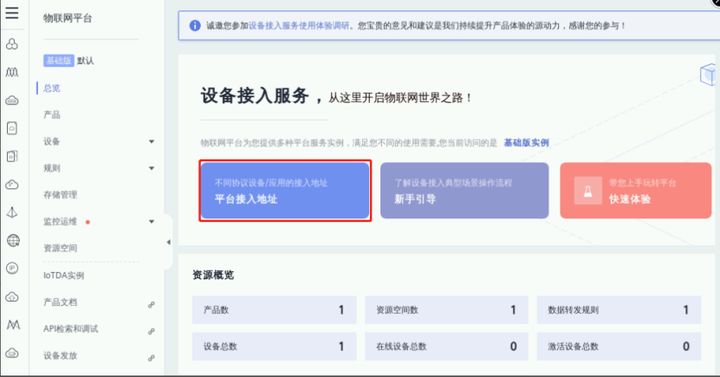 物联网平台
诚邀您参加设备接入服务使用体验调研。您宝贵的意见和建议是我们持续提升产品体验的源动力，感谢您的参与！
基础版 默认
总览
产品
设备
规则
存储管理
监控运维
资源空间
IoTDA实例
产品文档
API检索和调试
设备发放
设备接入服务，从这里开启物联网世界之路！
物联网平台为您提供多种平台服务实例，满足您不同的使用需要,您当前访问的是 基础版实例
不同协议设备/应用的接入地址
平台接入地址
了解设备接入典型场景操作流程
新手引导
带您上手玩转平台
快速体验
资源概览
产品数 1
资源空间数 1
数据转发规则 1
设备总数 1
在线设备总数 0
激活设备总数 0